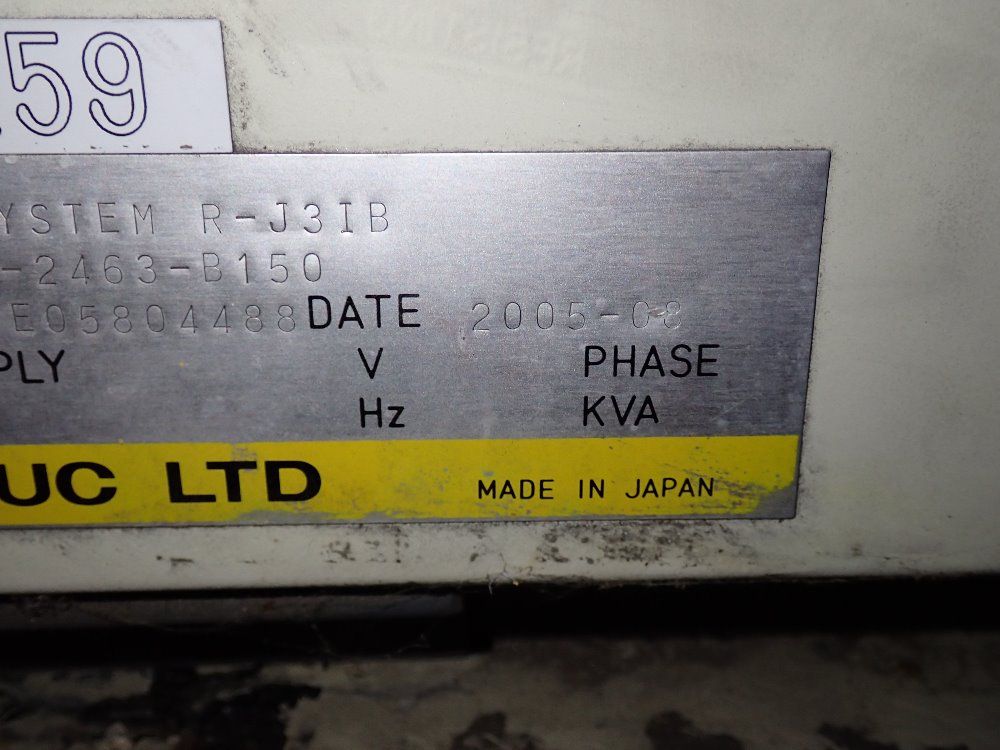 59
YSTEM R-J3IB
-2463-B150
E05804488 DATE 2005-08
PLY V PHASE
Hz KVA
UC LTD MADE IN JAPAN